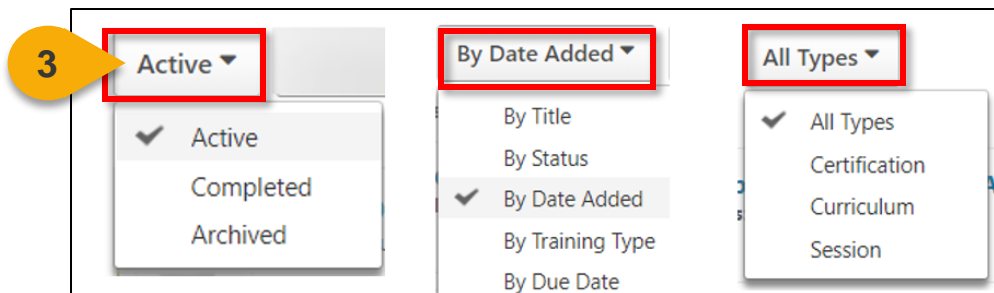 3
Active
Active
Completed
Archived
By Date Added
By Title
By Status
By Date Added
By Training Type
By Due Date
All Types
All Types
Certification
Curriculum
Session